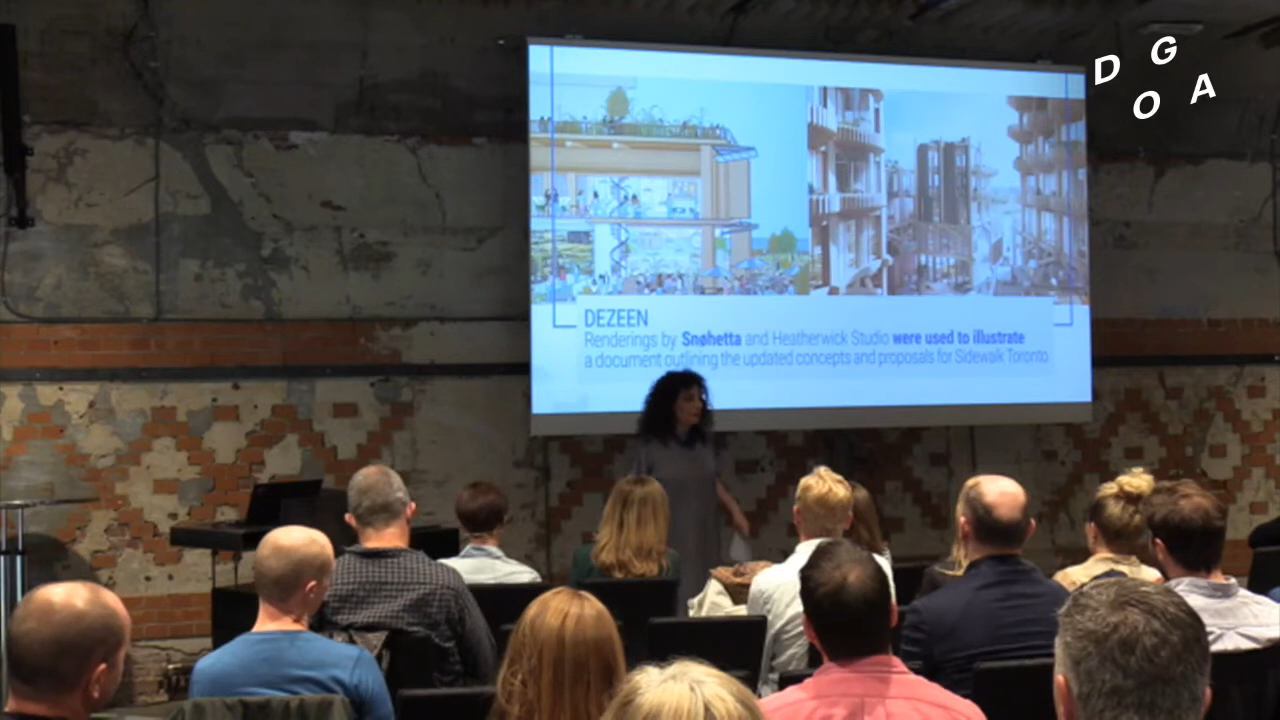 D G
O A
DEZEEN
Renderings by Snøhetta and Heatherwick Studio were used to illustrate
a document outlining the updated concepts and proposals for Sidewalk Toronto